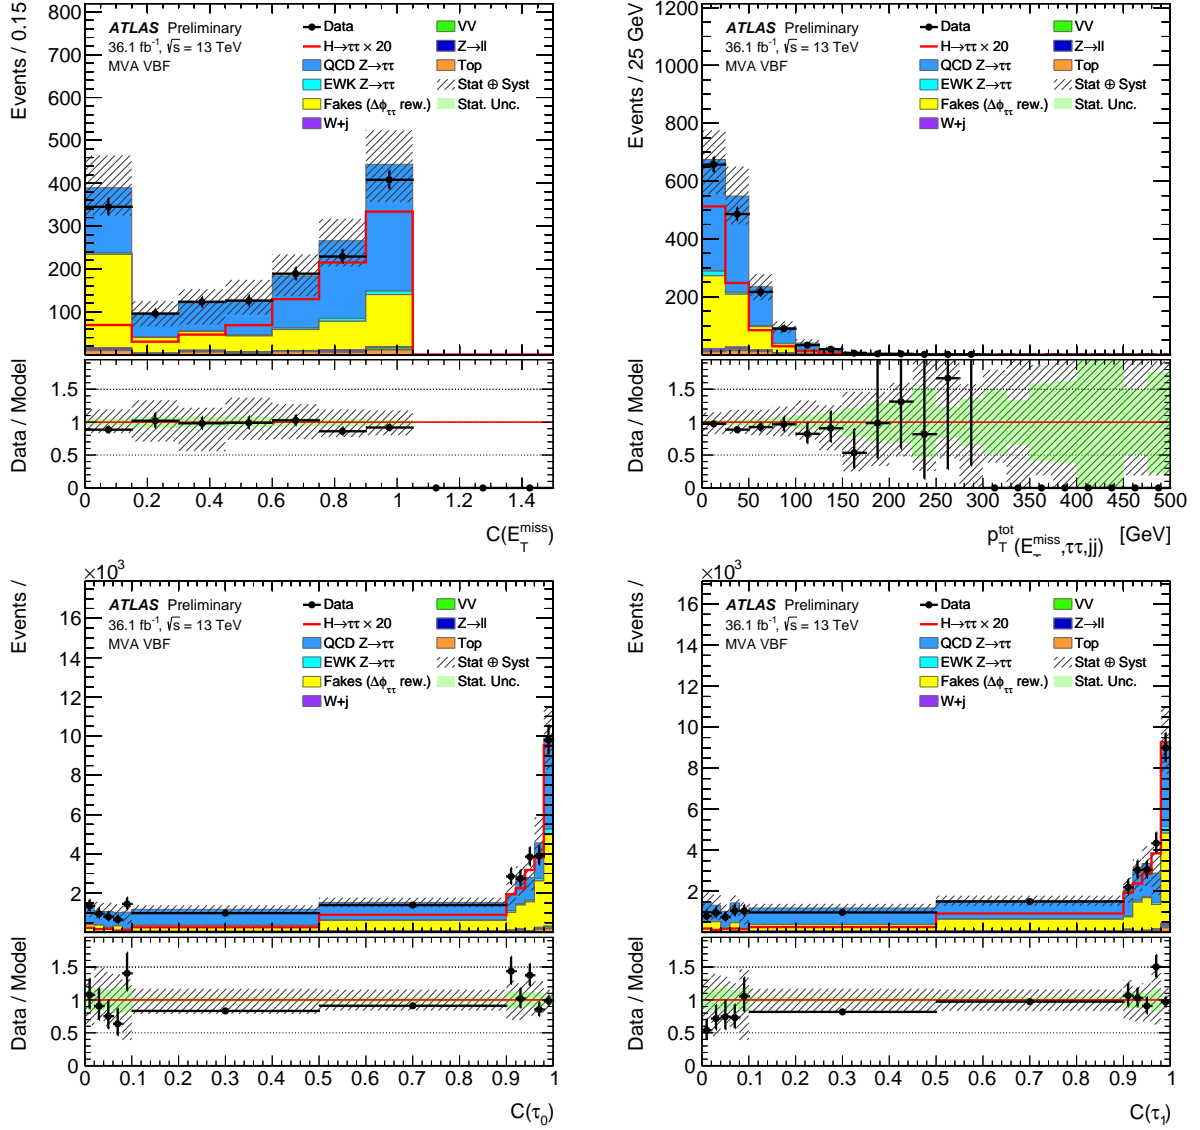 Events / 0.15
800
700
600
500
400
300
200
100
ATLAS Preliminary
36.1 fb-1, √s = 13 TeV
MVA VBF
Data
H→ττ × 20
QCD Z→ττ
EWK Z→ττ
Fakes (Δϕττ rew.)
W+j
VV
Z→ll
Top
Stat ⊕ Syst
Stat. Unc.
Data / Model
1.5
1
0.5
0
0 0.2 0.4 0.6 0.8 1 1.2 1.4
C(E_T^miss)
Events / 25 GeV
1200
1000
800
600
400
200
ATLAS Preliminary
36.1 fb-1, √s = 13 TeV
MVA VBF
Data
H→ττ × 20
QCD Z→ττ
EWK Z→ττ
Fakes (Δϕττ rew.)
W+j
VV
Z→ll
Top
Stat ⊕ Syst
Stat. Unc.
Data / Model
1.5
1
0.5
0
0 50 100 150 200 250 300 350 400 450 500
p_T^tot (E_T^miss,ττ,jj) [GeV]
×10³
Events /
16
14
12
10
8
6
4
2
ATLAS Preliminary
36.1 fb-1, √s = 13 TeV
MVA VBF
Data
H→ττ × 20
QCD Z→ττ
EWK Z→ττ
Fakes (Δϕττ rew.)
W+j
VV
Z→ll
Top
Stat ⊕ Syst
Stat. Unc.
Data / Model
1.5
1
0.5
0
0 0.1 0.2 0.3 0.4 0.5 0.6 0.7 0.8 0.9 1
C(τ₀)
×10³
Events /
16
14
12
10
8
6
4
2
ATLAS Preliminary
36.1 fb-1, √s = 13 TeV
MVA VBF
Data
H→ττ × 20
QCD Z→ττ
EWK Z→ττ
Fakes (Δϕττ rew.)
W+j
VV
Z→ll
Top
Stat ⊕ Syst
Stat. Unc.
Data / Model
1.5
1
0.5
0
0 0.1 0.2 0.3 0.4 0.5 0.6 0.7 0.8 0.9 1
C(τ₁)